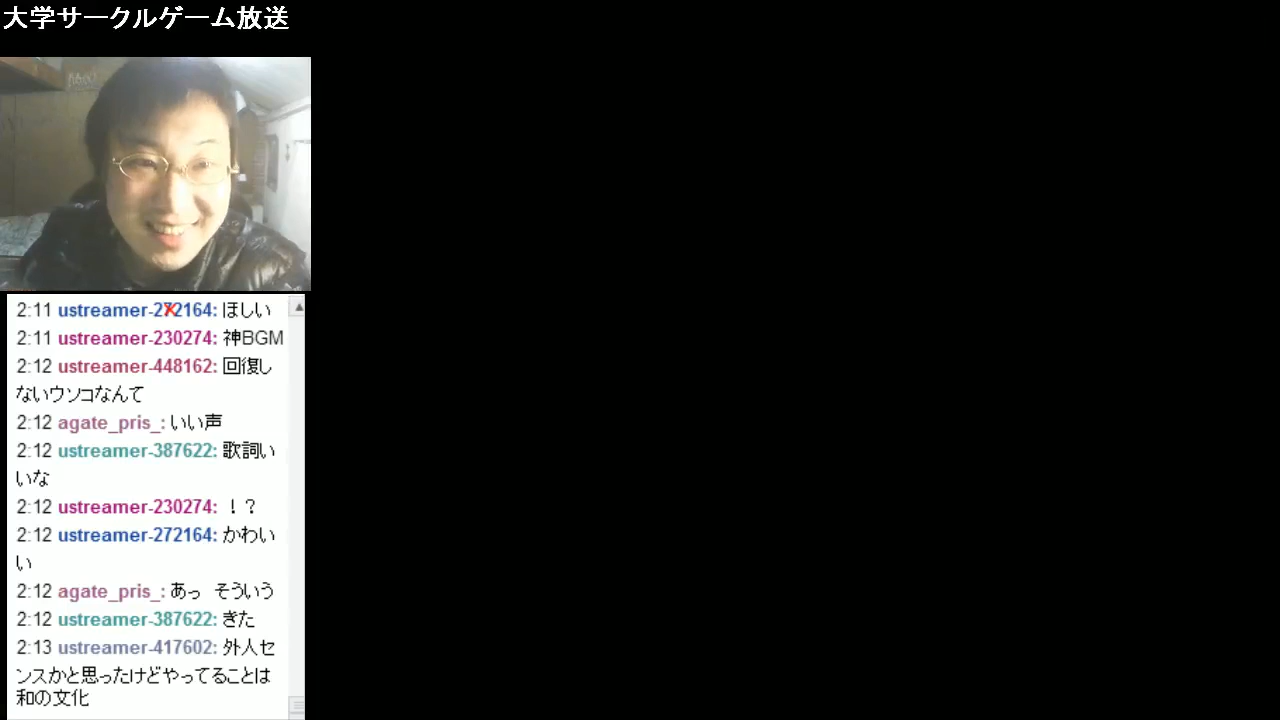 大学サークルゲーム放送
2:11 ustreamer-272164: ほしい
2:11 ustreamer-230274: 神BGM
2:12 ustreamer-448162: 回復し
ないウソコなんて
2:12 agate_pris_: いい声
2:12 ustreamer-387622: 歌詞い
いな
2:12 ustreamer-230274: ！？
2:12 ustreamer-272164: かわい
い
2:12 agate_pris_: あっ　そういう
2:12 ustreamer-387622: きた
2:13 ustreamer-417602: 外人セ
ンスかと思ったけどやってることは
和の文化